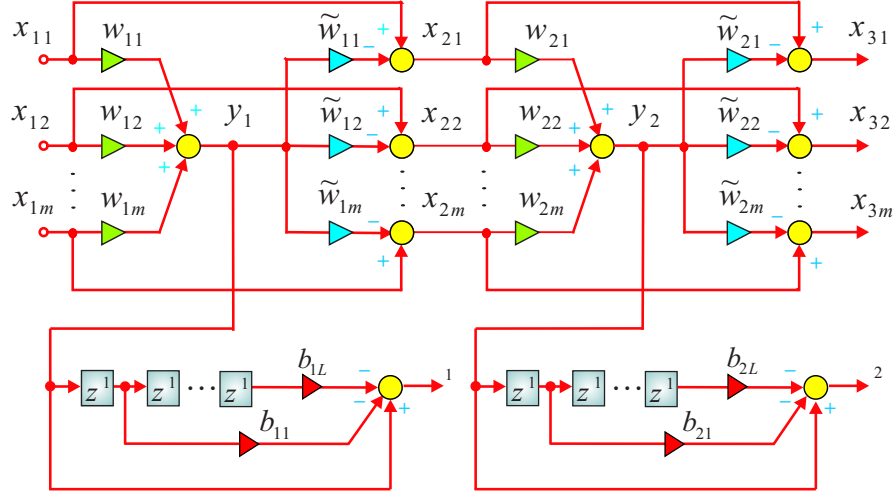 x₁₁ w₁₁ w̃₁₁ − + x₂₁ w₂₁ w̃₂₁ − + x₃₁
x₁₂ w₁₂ + + + y₁ w̃₁₂ − + x₂₂ w₂₂ + + + y₂ w̃₂₂ − + x₃₂
x₁ₘ w₁ₘ w̃₁ₘ − + x₂ₘ w₂ₘ w̃₂ₘ − + x₃ₘ
z¹ z¹ ... z¹ b₁L − − + 1
b₁₁
z¹ z¹ ... z¹ b₂L − − + 2
b₂₁